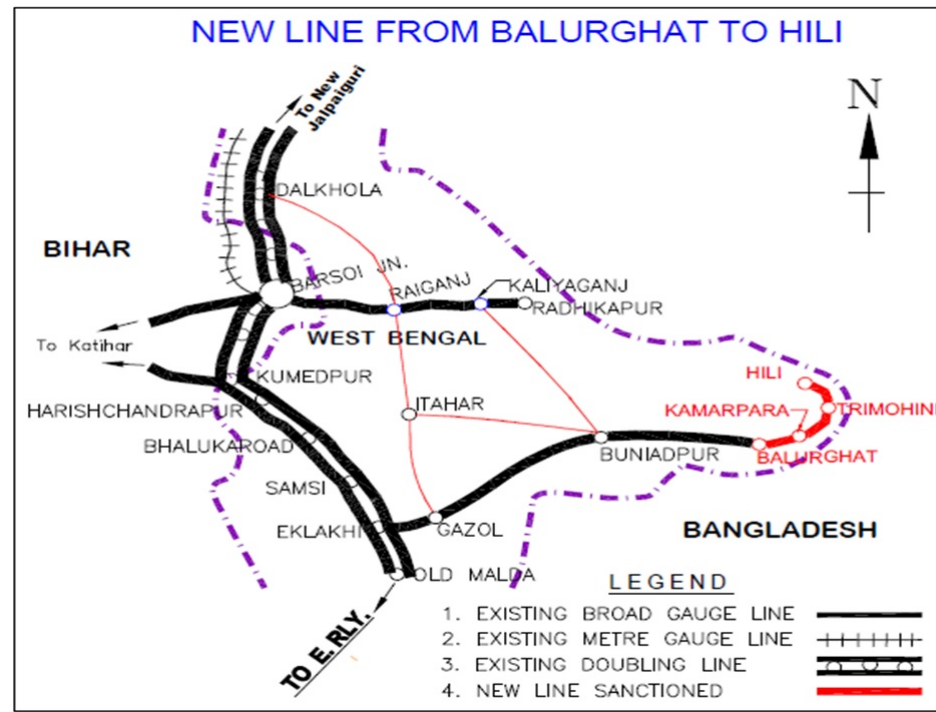 NEW LINE FROM BALURGHAT TO HILI
To New
Jalpaiguri
N
DALKHOLA
BIHAR
BARSOI JN.
RAIGANJ
KALIYAGANJ
RADHIKAPUR
WEST BENGAL
To Katihar
KUMEDPUR
HILI
HARISHCHANDRAPUR
ITAHAR
KAMARPARA
TRIMOHINI
BHALUKAROAD
BUNIADPUR
BALURGHAT
SAMSI
EKLAKHI
GAZOL
BANGLADESH
OLD MALDA
TO E. RLY.
LEGEND
1. EXISTING BROAD GAUGE LINE
2. EXISTING METRE GAUGE LINE
3. EXISTING DOUBLING LINE
4. NEW LINE SANCTIONED